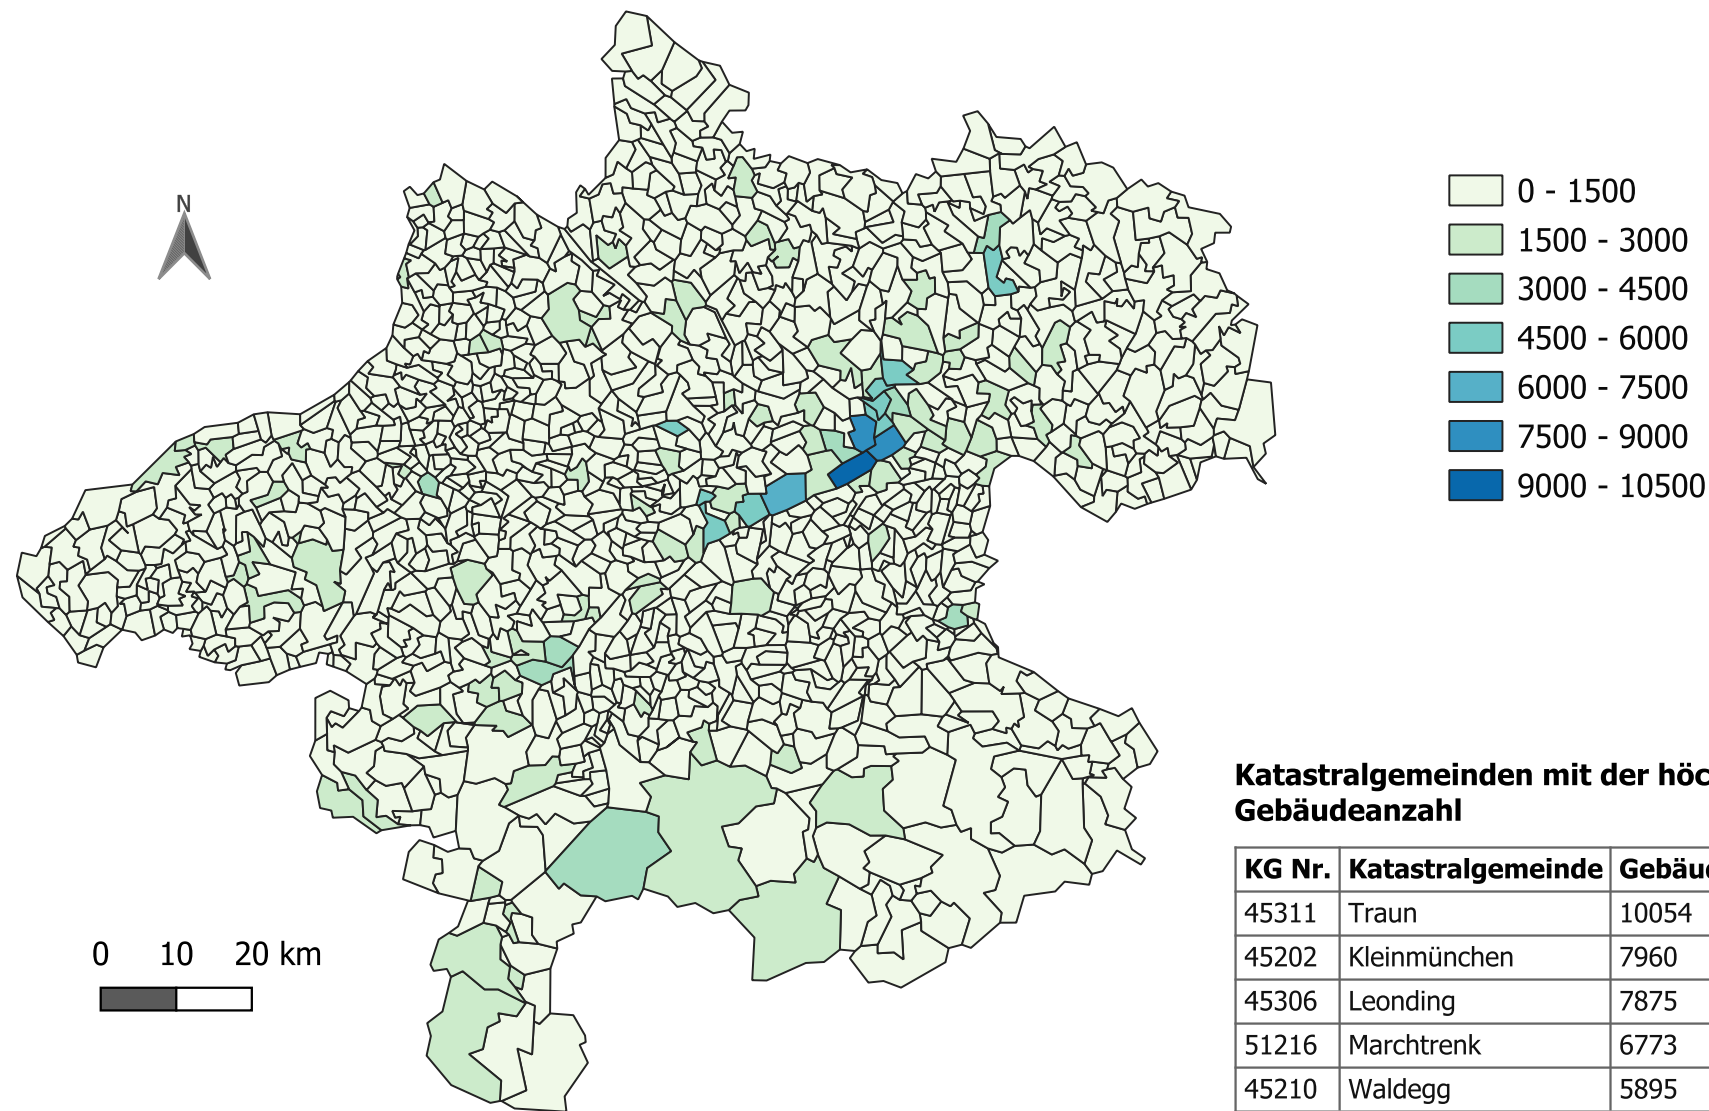 N
0 - 1500
1500 - 3000
3000 - 4500
4500 - 6000
6000 - 7500
7500 - 9000
9000 - 10500
Katastralgemeinden mit der
Gebäudeanzahl
KG Nr. Katastralgemeinde
45311 Traun 10054
45202 Kleinmünchen 7960
45306 Leonding 7875
51216 Marchtrenk 6773
45210 Waldegg 5895
0 10 20 km